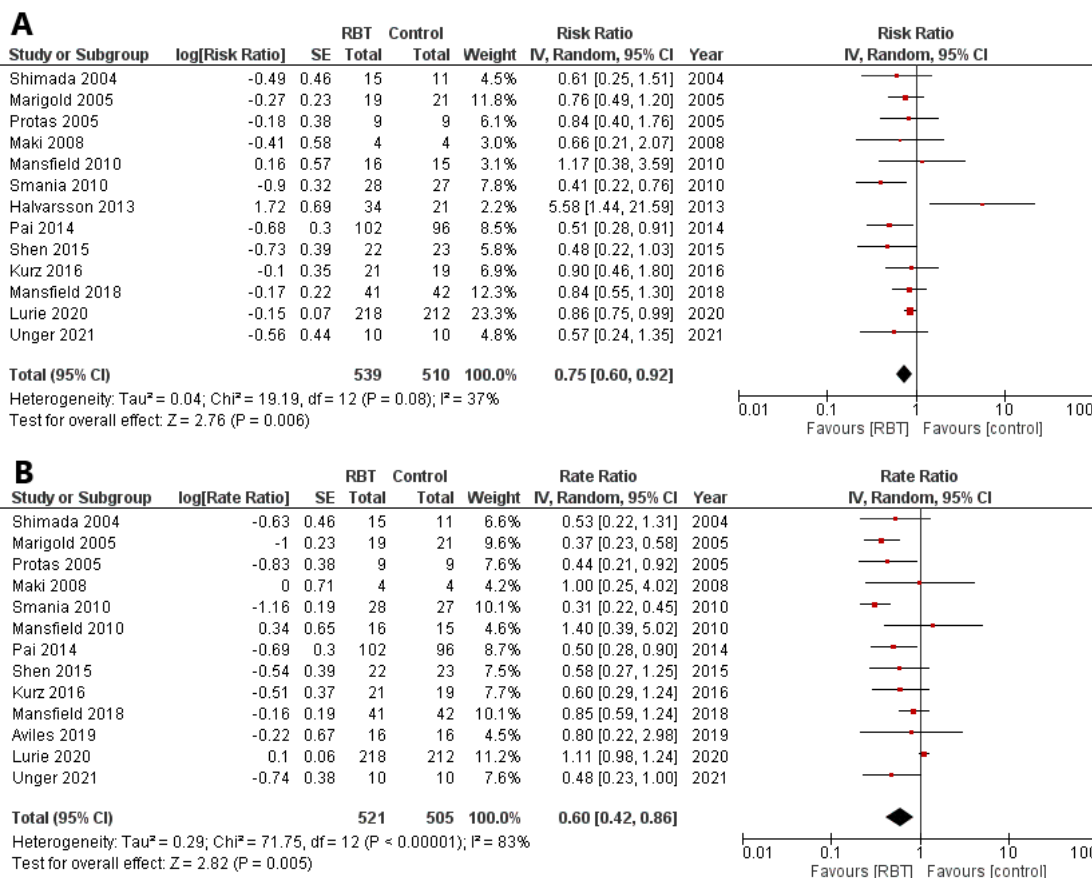 A
RBT Control Risk Ratio Risk Ratio
Study or Subgroup log[Risk Ratio] SE Total Total Weight IV, Random, 95% CI Year IV, Random, 95% CI
Shimada 2004 -0.49 0.46 15 11 4.5% 0.61 [0.25, 1.51] 2004
Marigold 2005 -0.27 0.23 19 21 11.8% 0.76 [0.49, 1.20] 2005
Protas 2005 -0.18 0.38 9 9 6.1% 0.84 [0.40, 1.76] 2005
Maki 2008 -0.41 0.58 4 4 3.0% 0.66 [0.21, 2.07] 2008
Mansfield 2010 0.16 0.57 16 15 3.1% 1.17 [0.38, 3.59] 2010
Smania 2010 -0.9 0.32 28 27 7.8% 0.41 [0.22, 0.76] 2010
Halvarsson 2013 1.72 0.69 34 21 2.2% 5.58 [1.44, 21.59] 2013
Pai 2014 -0.68 0.3 102 96 8.5% 0.51 [0.28, 0.91] 2014
Shen 2015 -0.73 0.39 22 23 5.8% 0.48 [0.22, 1.03] 2015
Kurz 2016 -0.1 0.35 21 19 6.9% 0.90 [0.46, 1.80] 2016
Mansfield 2018 -0.17 0.22 41 42 12.3% 0.84 [0.55, 1.30] 2018
Lurie 2020 -0.15 0.07 218 212 23.3% 0.86 [0.75, 0.99] 2020
Unger 2021 -0.56 0.44 10 10 4.8% 0.57 [0.24, 1.35] 2021
Total (95% CI) 539 510 100.0% 0.75 [0.60, 0.92]
Heterogeneity: Tau² = 0.04; Chi² = 19.19, df = 12 (P = 0.08); I² = 37%
Test for overall effect: Z = 2.76 (P = 0.006)
0.01 0.1 1 10 100
Favours [RBT] Favours [control]
B
RBT Control Rate Ratio Rate Ratio
Study or Subgroup log[Rate Ratio] SE Total Total Weight IV, Random, 95% CI Year IV, Random, 95% CI
Shimada 2004 -0.63 0.46 15 11 6.6% 0.53 [0.22, 1.31] 2004
Marigold 2005 -1 0.23 19 21 9.6% 0.37 [0.23, 0.58] 2005
Protas 2005 -0.83 0.38 9 9 7.6% 0.44 [0.21, 0.92] 2005
Maki 2008 0 0.71 4 4 4.2% 1.00 [0.25, 4.02] 2008
Smania 2010 -1.16 0.19 28 27 10.1% 0.31 [0.22, 0.45] 2010
Mansfield 2010 0.34 0.65 16 15 4.6% 1.40 [0.39, 5.02] 2010
Pai 2014 -0.69 0.3 102 96 8.7% 0.50 [0.28, 0.90] 2014
Shen 2015 -0.54 0.39 22 23 7.5% 0.58 [0.27, 1.25] 2015
Kurz 2016 -0.51 0.37 21 19 7.7% 0.60 [0.29, 1.24] 2016
Mansfield 2018 -0.16 0.19 41 42 10.1% 0.85 [0.59, 1.24] 2018
Aviles 2019 -0.22 0.67 16 16 4.5% 0.80 [0.22, 2.98] 2019
Lurie 2020 0.1 0.06 218 212 11.2% 1.11 [0.98, 1.24] 2020
Unger 2021 -0.74 0.38 10 10 7.6% 0.48 [0.23, 1.00] 2021
Total (95% CI) 521 505 100.0% 0.60 [0.42, 0.86]
Heterogeneity: Tau² = 0.29; Chi² = 71.75, df = 12 (P < 0.00001); I² = 83%
Test for overall effect: Z = 2.82 (P = 0.005)
0.01 0.1 1 10 100
Favours [RBT] Favours [control]